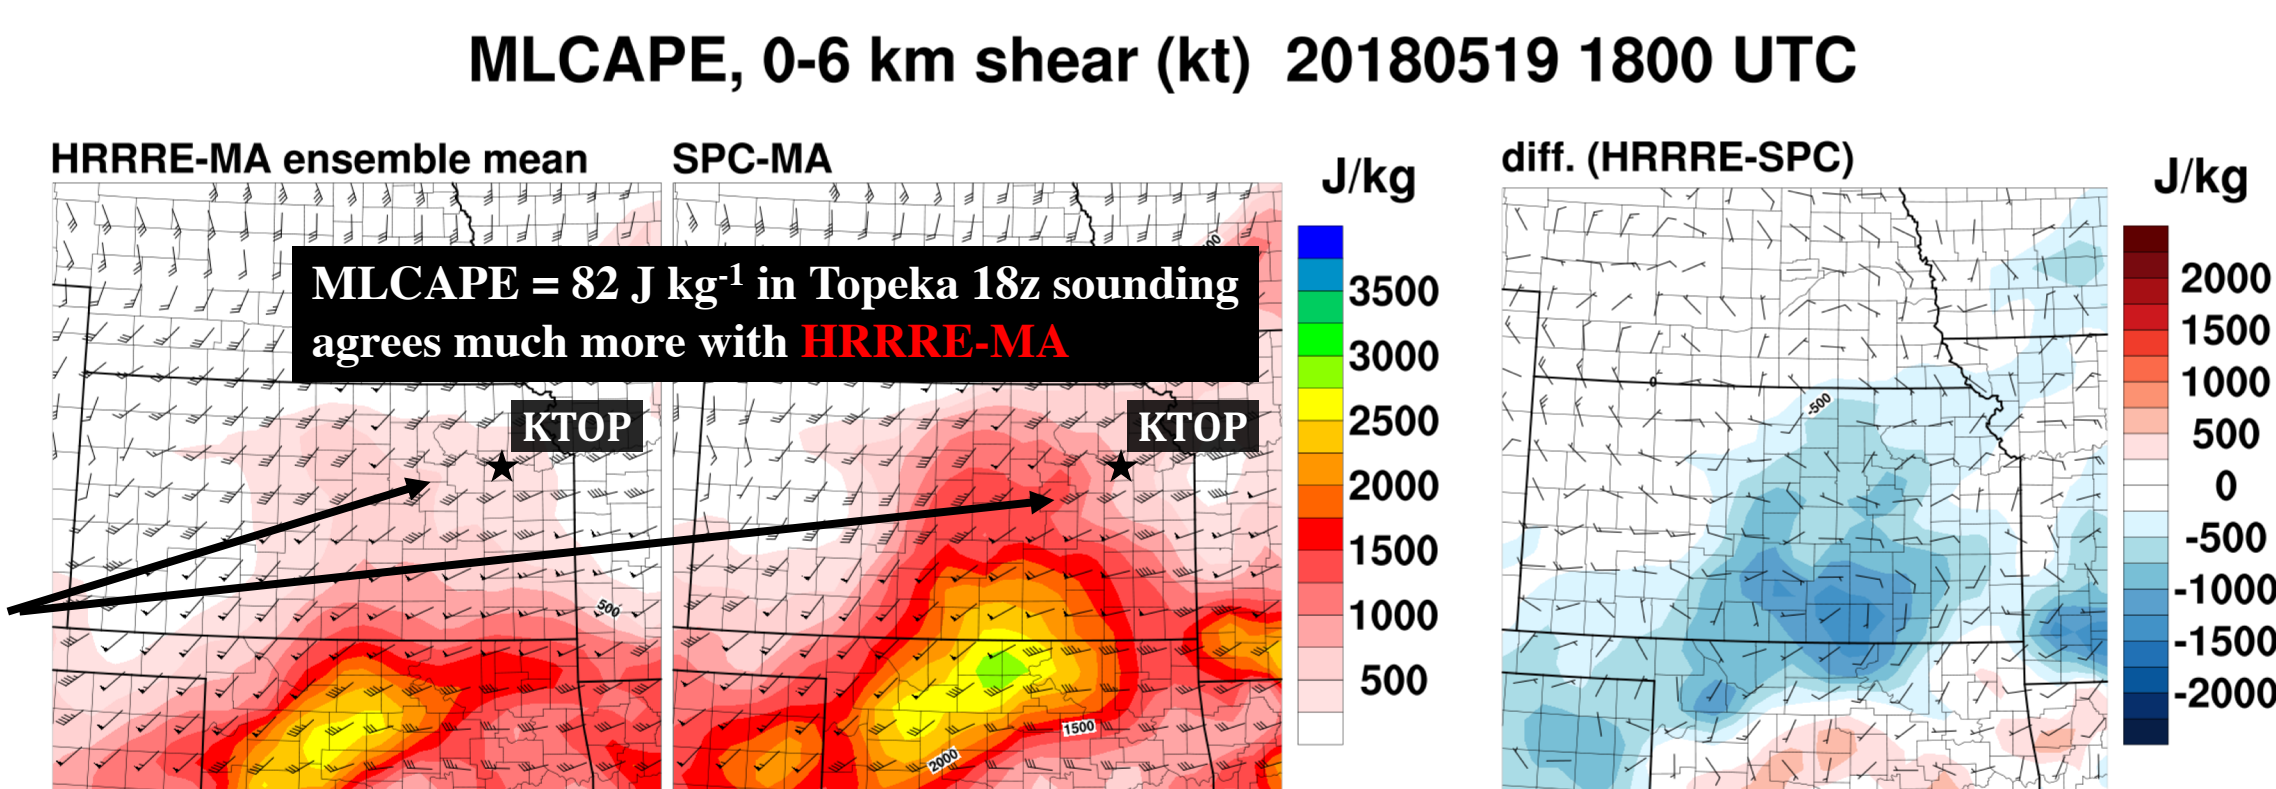 MLCAPE, 0-6 km shear (kt)  20180519 1800 UTC
HRRRE-MA ensemble mean
SPC-MA
J/kg
diff. (HRRRE-SPC)
J/kg
MLCAPE = 82 J kg-1 in Topeka 18z sounding
agrees much more with HRRRE-MA
KTOP
KTOP
500
1500
2000
00
3500
3000
2500
2000
1500
1000
500
0
-500
2000
1500
1000
500
0
-500
-1000
-1500
-2000